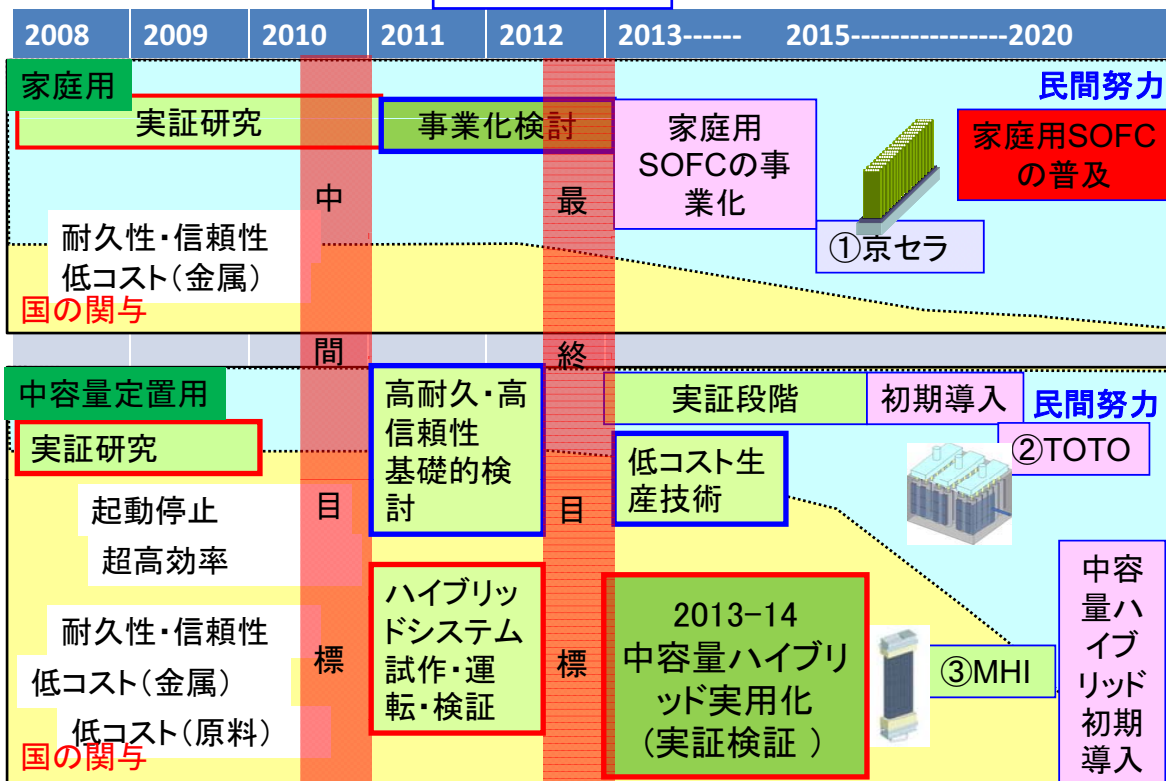 2008 2009 2010 2011 2012 2013------ 2015----------------2020
家庭用
民間努力
実証研究
事業化検討
家庭用
SOFCの事
業化
家庭用SOFC
の普及
①京セラ
耐久性・信頼性
低コスト(金属)
国の関与
中
間
目
標
最
終
目
標
中容量定置用
実証研究
高耐久・高
信頼性
基礎的検
討
実証段階
初期導入
民間努力
②TOTO
低コスト生
産技術
起動停止
超高効率
耐久性・信頼性
低コスト(金属)
低コスト(原料)
国の関与
ハイブリッ
ドシステム
試作・運
転・検証
2013-14
中容量ハイブリ
ッド実用化
(実証検証 )
③MHI
中容
量ハ
イブ
リッド
初期
導入